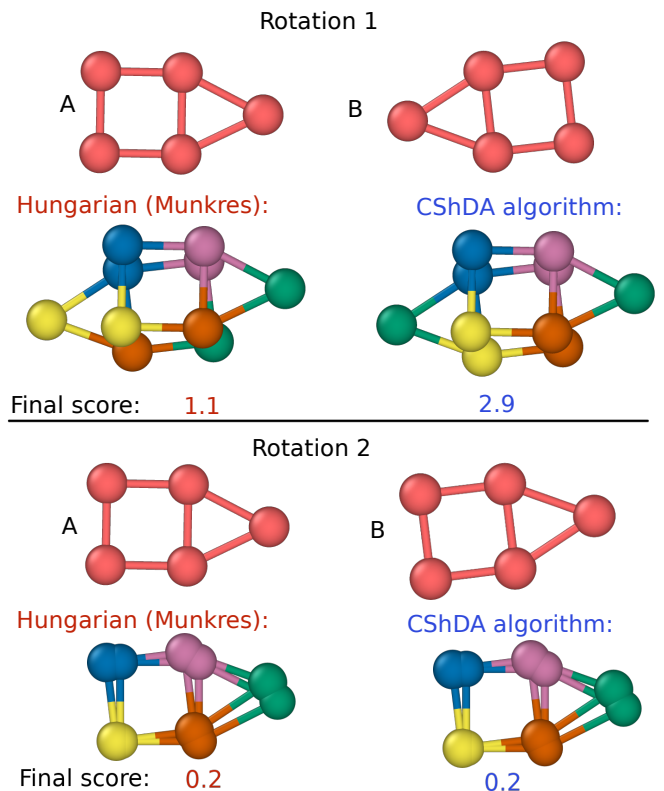 Rotation 1
A
B
Hungarian (Munkres):
CShDA algorithm:
Final score: 1.1
2.9
Rotation 2
A
B
Hungarian (Munkres):
CShDA algorithm:
Final score: 0.2
0.2